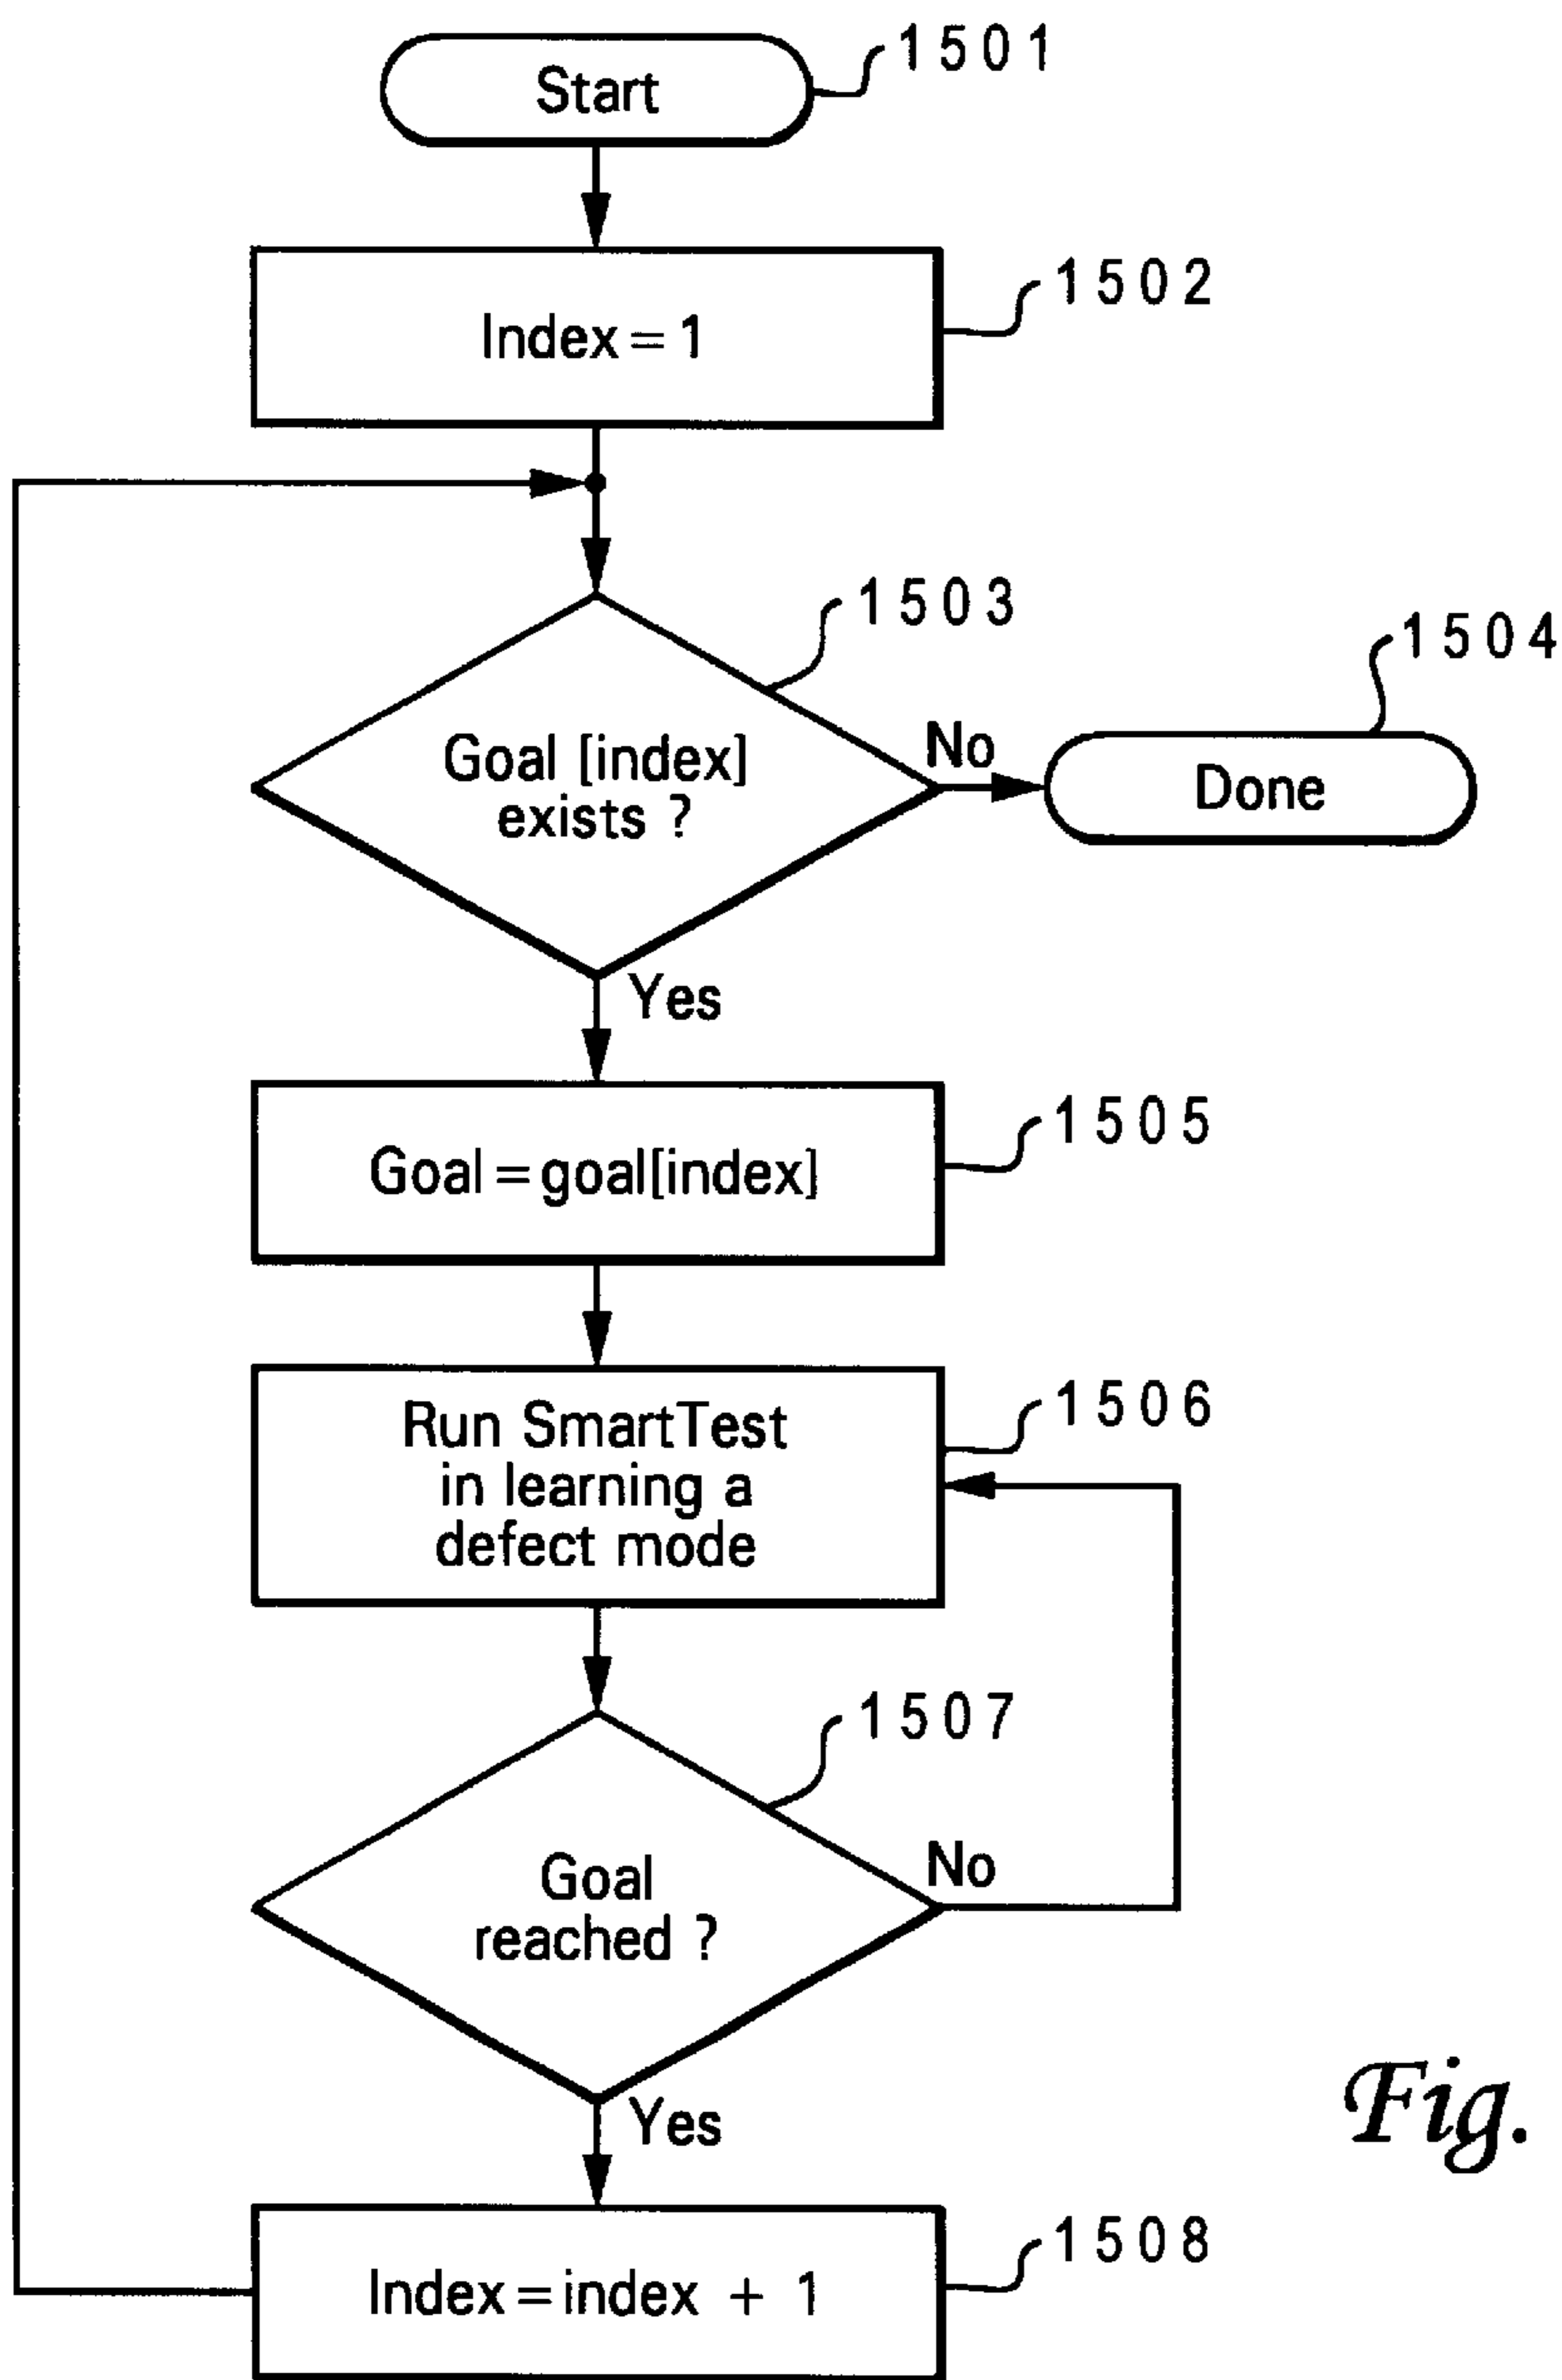 Start
1501
Index = 1
1502
1503
Goal [index]
exists ?
No
1504
Done
Yes
Goal = goal[index]
1505
Run SmartTest
in learning a
defect mode
1506
1507
Goal
reached ?
No
Yes
Fig.
Index = index + 1
1508